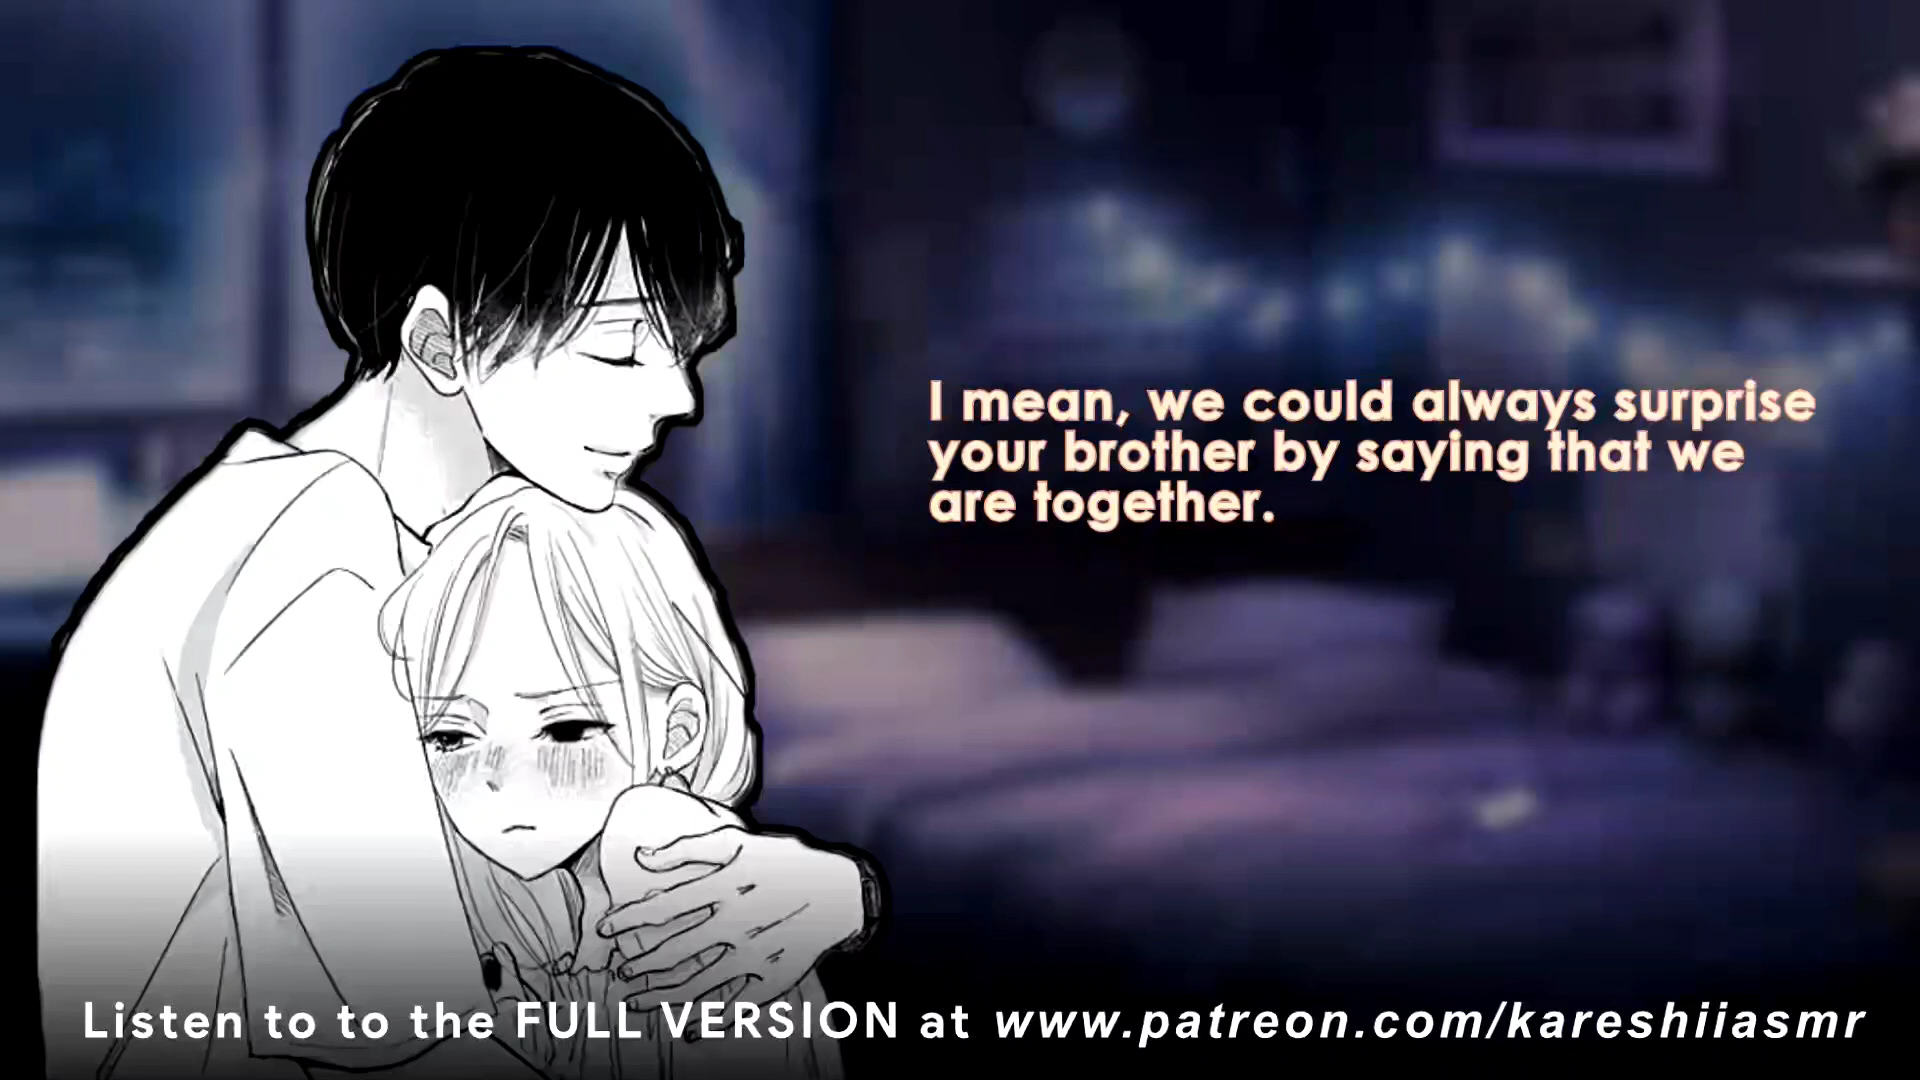 I mean, we could always surprise
your brother by saying that we
are together.
Listen to to the FULL VERSION at www.patreon.com/kareshiiasmr